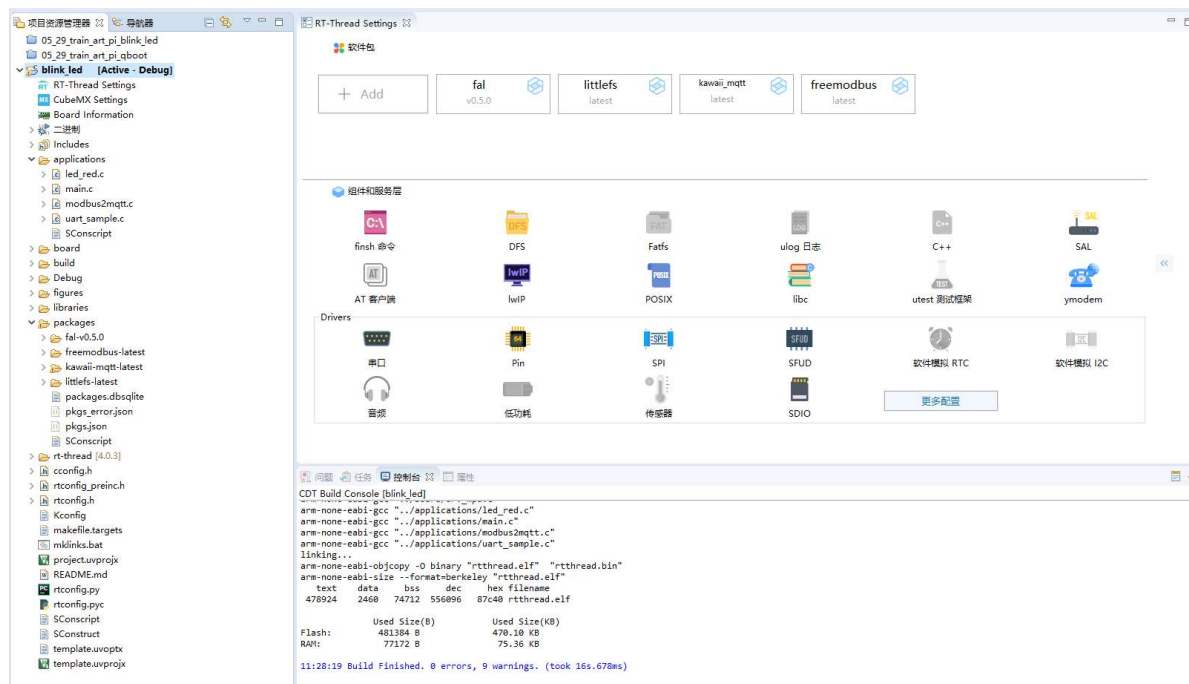 项目资源管理器
导航器
05_29_train_art_pi_blink_led
05_29_train_art_pi_qboot
blink_led [Active - Debug]
RT-Thread Settings
CubeMX Settings
Board Information
二进制
Includes
applications
led_red.c
main.c
modbus2mqtt.c
uart_sample.c
SConscript
board
build
Debug
figures
libraries
packages
fal-v0.5.0
freemodbus-latest
kawaii-mqtt-latest
littlefs-latest
packages.dbsqlite
pkgs_error.json
pkgs.json
SConscript
rt-thread [4.0.3]
cconfig.h
rtconfig_preinc.h
rtconfig.h
Kconfig
makefile.targets
mklinks.bat
project.uvprojx
README.md
rtconfig.py
rtconfig.pyc
SConscript
SConstruct
template.uvoptx
template.uvprojx
RT-Thread Settings
软件包
+ Add
fal
v0.5.0
littlefs
latest
kawaii_mqtt
latest
freemodbus
latest
组件和服务层
finsh 命令
DFS
Fatfs
ulog 日志
C++
SAL
AT 客户端
lwIP
POSIX
libc
utest 测试框架
ymodem
Drivers
串口
Pin
SPI
SFUD
软件模拟 RTC
软件模拟 I2C
音频
低功耗
传感器
SDIO
更多配置
问题
任务
控制台
属性
CDT Build Console [blink_led]
arm-none-eabi-gcc "../applications/led_red.c"
arm-none-eabi-gcc "../applications/main.c"
arm-none-eabi-gcc "../applications/modbus2mqtt.c"
arm-none-eabi-gcc "../applications/uart_sample.c"
linking...
arm-none-eabi-objcopy -O binary "rtthread.elf" "rtthread.bin"
arm-none-eabi-size --format=berkeley "rtthread.elf"
text data bss dec hex filename
478924 2460 74712 556096 87c40 rtthread.elf
Used Size(B) Used Size(KB)
Flash: 481384 B 470.10 KB
RAM: 77172 B 75.36 KB
11:28:19 Build Finished. 0 errors, 9 warnings. (took 16s.678ms)